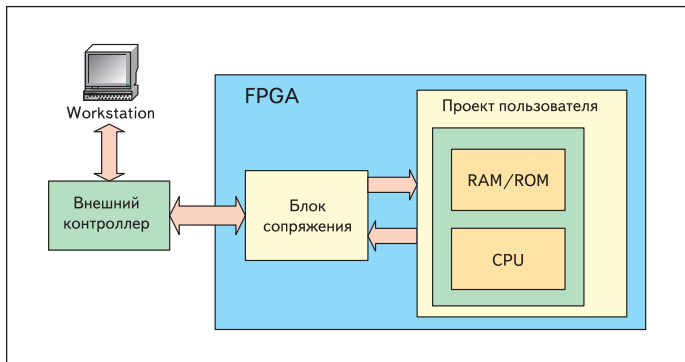 Workstation
Внешний
контроллер
FPGA
Блок
сопряжения
Проект пользователя
RAM/ROM
CPU